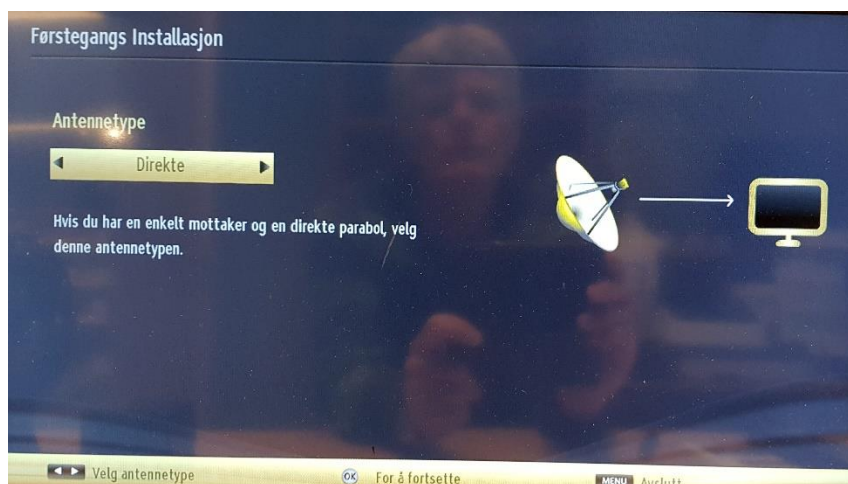 Førstegangs Installasjon
Antennetype
Direkte
Hvis du har en enkelt mottaker og en direkte parabol, velg
denne antennetypen.
Velg antennetype OK For å fortsette MENU Avslutt